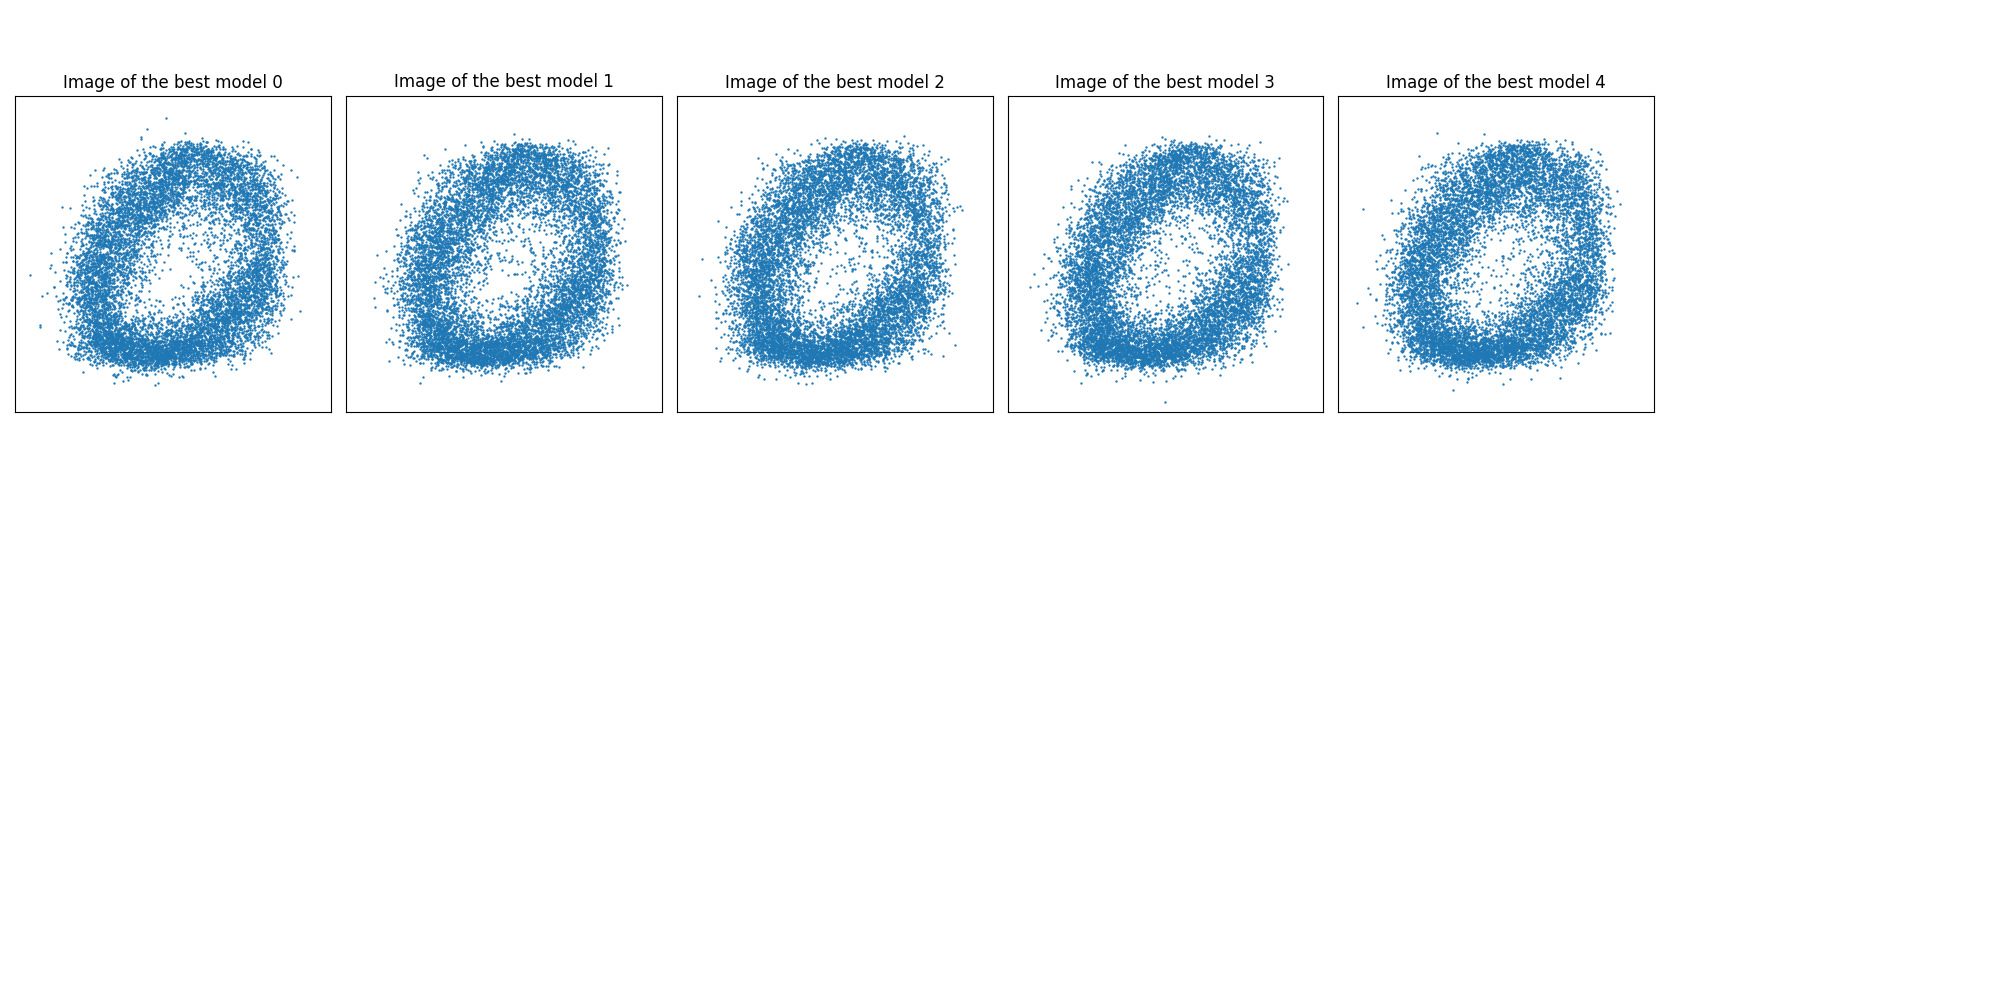 Image of the best model 0
Image of the best model 1
Image of the best model 2
Image of the best model 3
Image of the best model 4